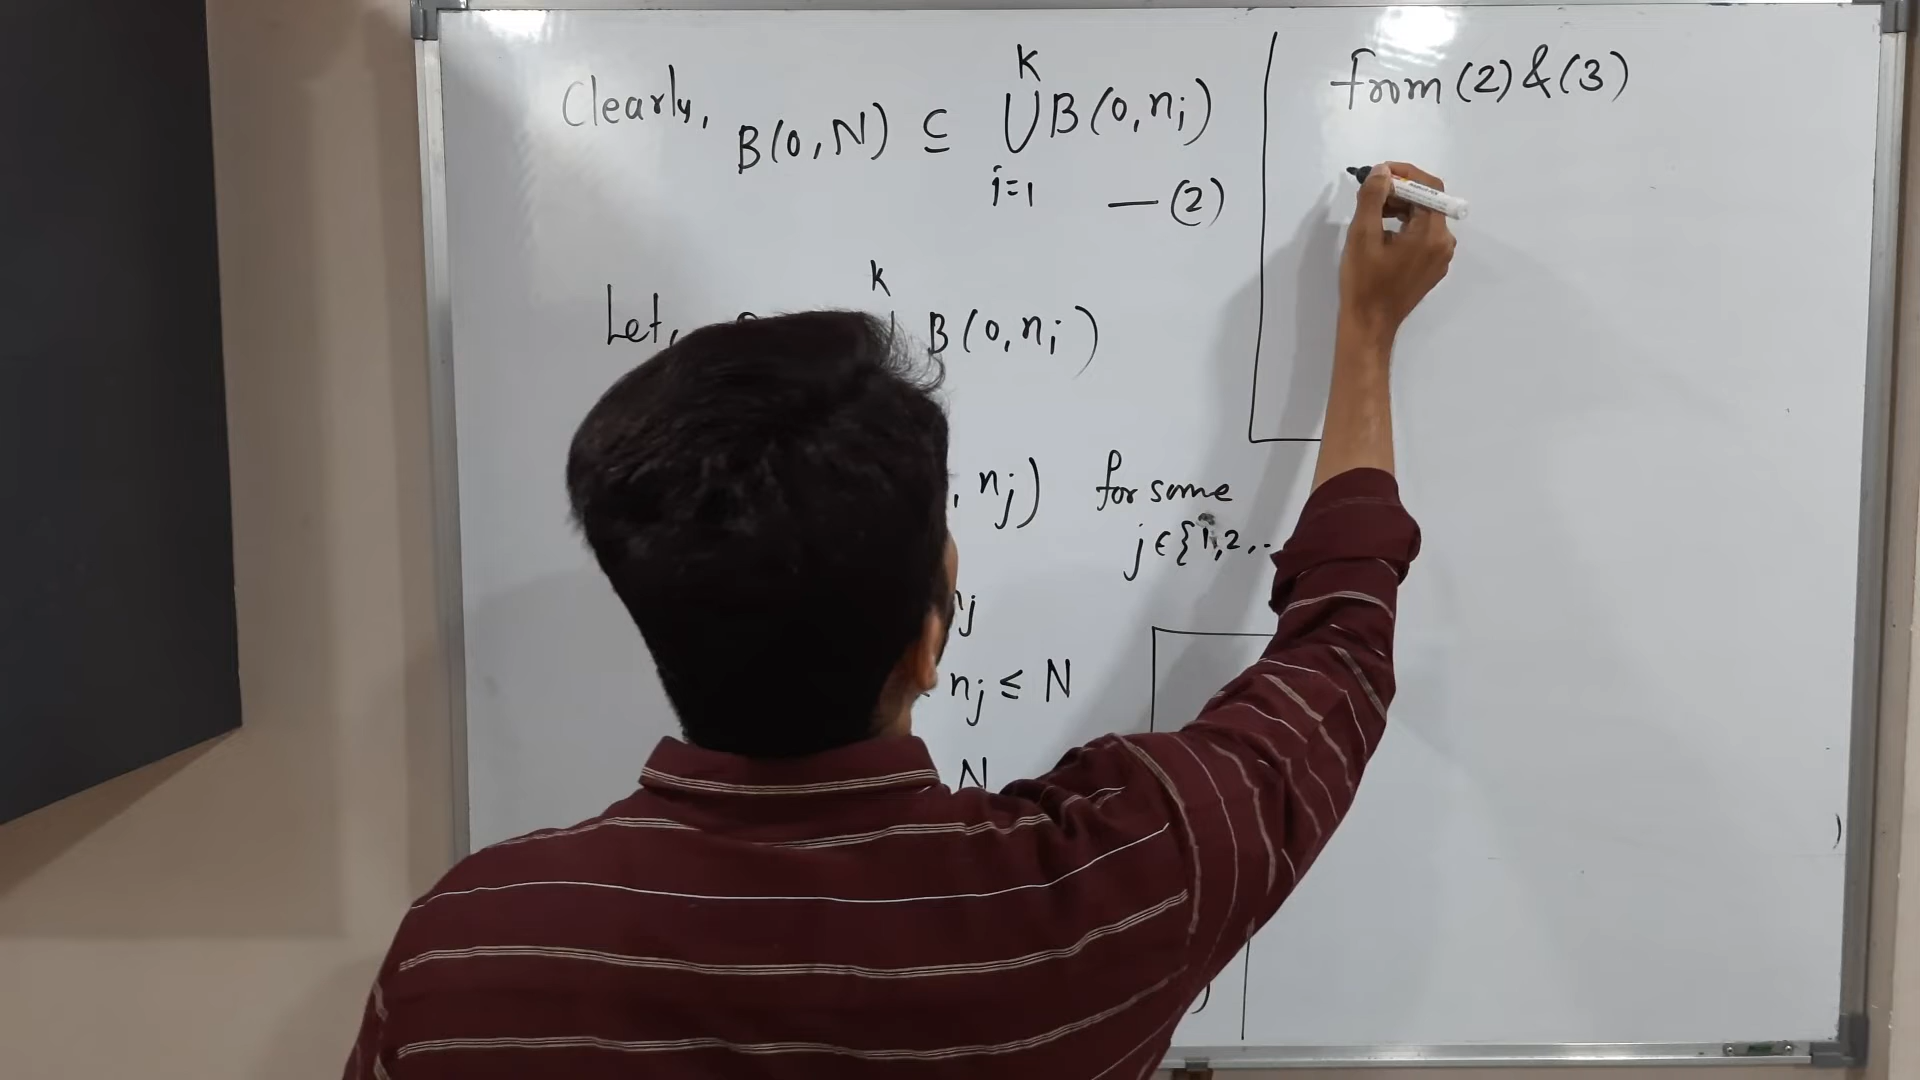 K
Clearly, B(0,N) ⊆ ⋃ B(0,ni)
i=1 — (2)
K
Let, B(0,ni)
, nj) for some
j∈{1,2,..
nj
nj ≤ N
N
)
from (2) & (3)
)